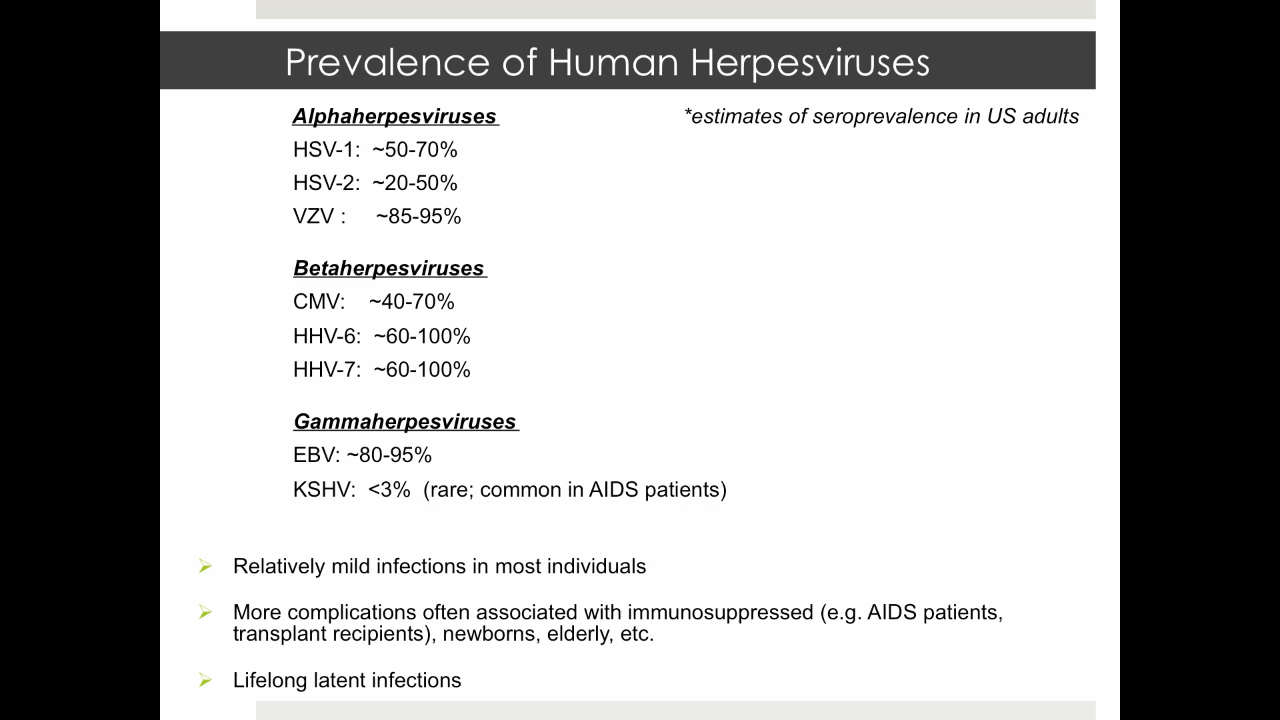 Prevalence of Human Herpesviruses
Alphaherpesviruses
*estimates of seroprevalence in US adults
HSV-1: ~50-70%
HSV-2: ~20-50%
VZV : ~85-95%
Betaherpesviruses
CMV: ~40-70%
HHV-6: ~60-100%
HHV-7: ~60-100%
Gammaherpesviruses
EBV: ~80-95%
KSHV: <3% (rare; common in AIDS patients)
Relatively mild infections in most individuals
More complications often associated with immunosuppressed (e.g. AIDS patients,
transplant recipients), newborns, elderly, etc.
Lifelong latent infections